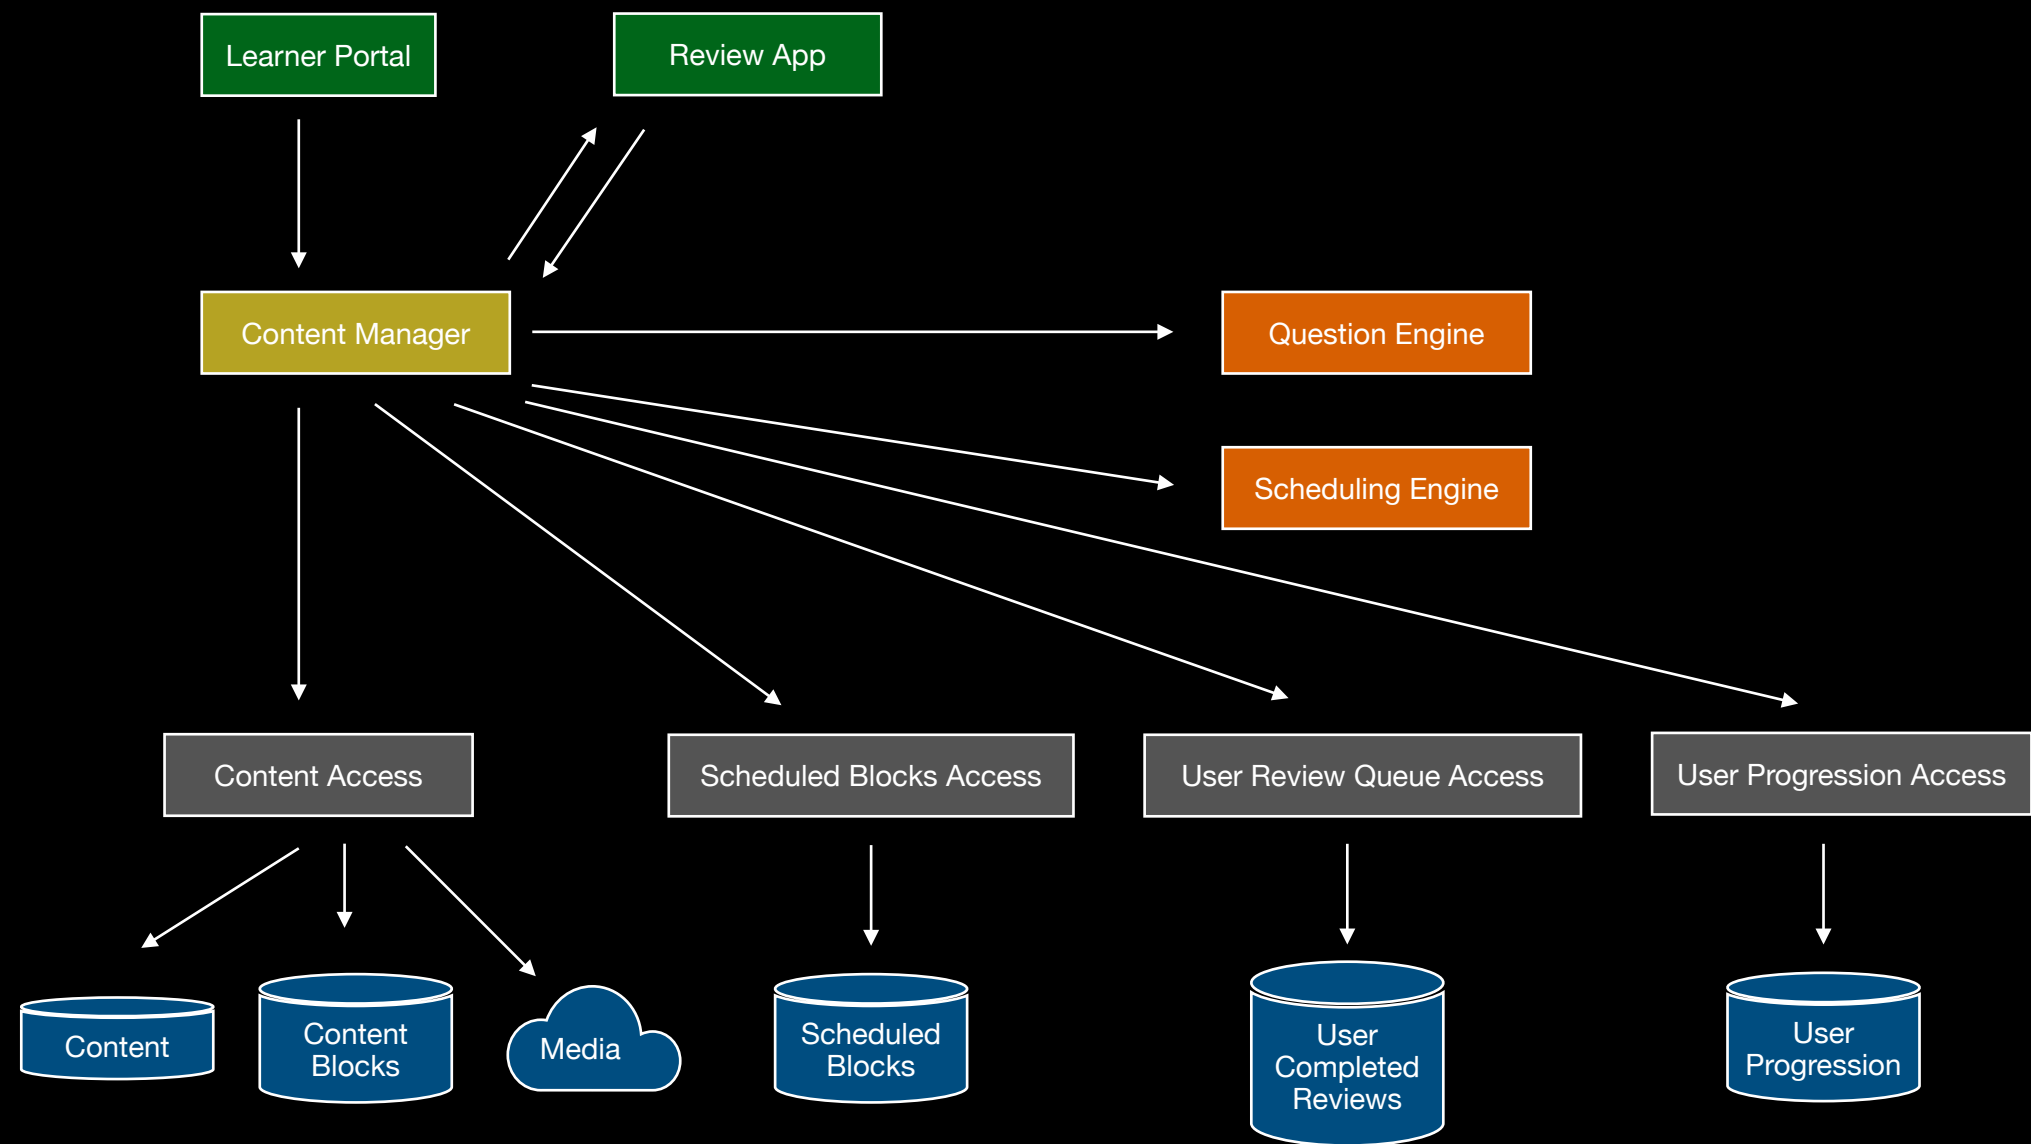 Learner Portal
Review App
Content Manager
Question Engine
Scheduling Engine
Content Access
Scheduled Blocks Access
User Review Queue Access
User Progression Access
Content
Content
Blocks
Media
Scheduled
Blocks
User
Completed
Reviews
User
Progression